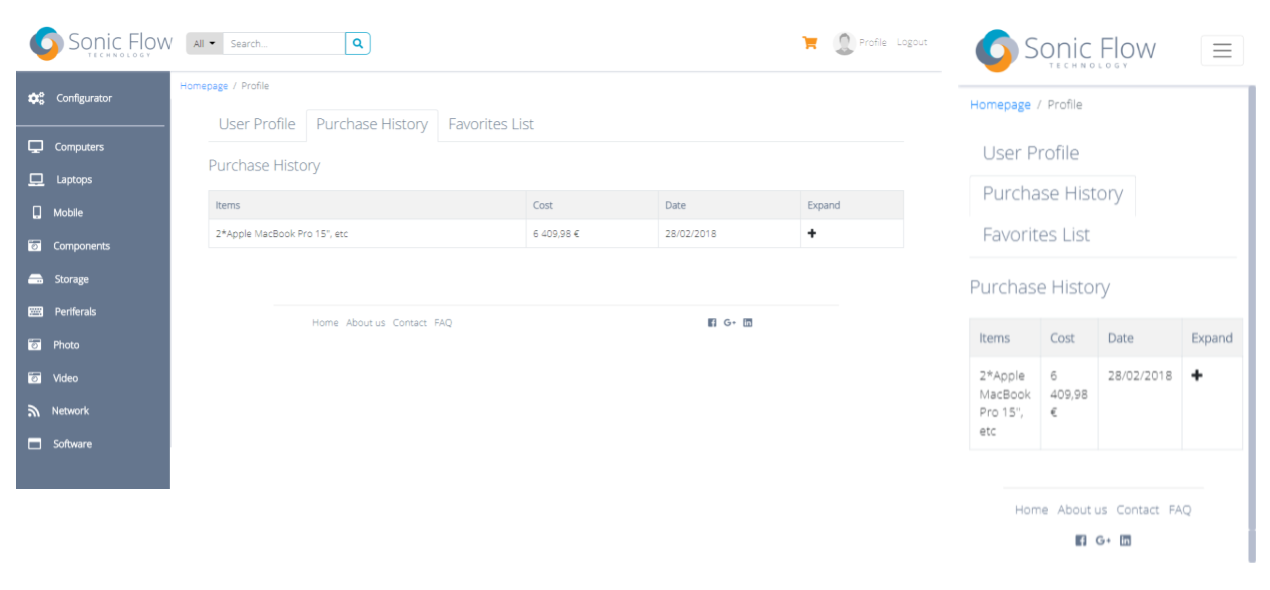 Sonic Flow
TECHNOLOGY
All Search...
Profile Logout
Configurator
Computers
Laptops
Mobile
Components
Storage
Periferals
Photo
Video
Network
Software
Homepage / Profile
User Profile Purchase History Favorites List
Purchase History
Items Cost Date Expand
2*Apple MacBook Pro 15", etc 6 409,98 € 28/02/2018 +
Home About us Contact FAQ
G+ in
Sonic Flow
TECHNOLOGY
Homepage / Profile
User Profile
Purchase History
Favorites List
Purchase History
Items Cost Date Expand
2*Apple 6 28/02/2018 +
MacBook 409,98
Pro 15", €
etc
Home About us Contact FAQ
G+ in